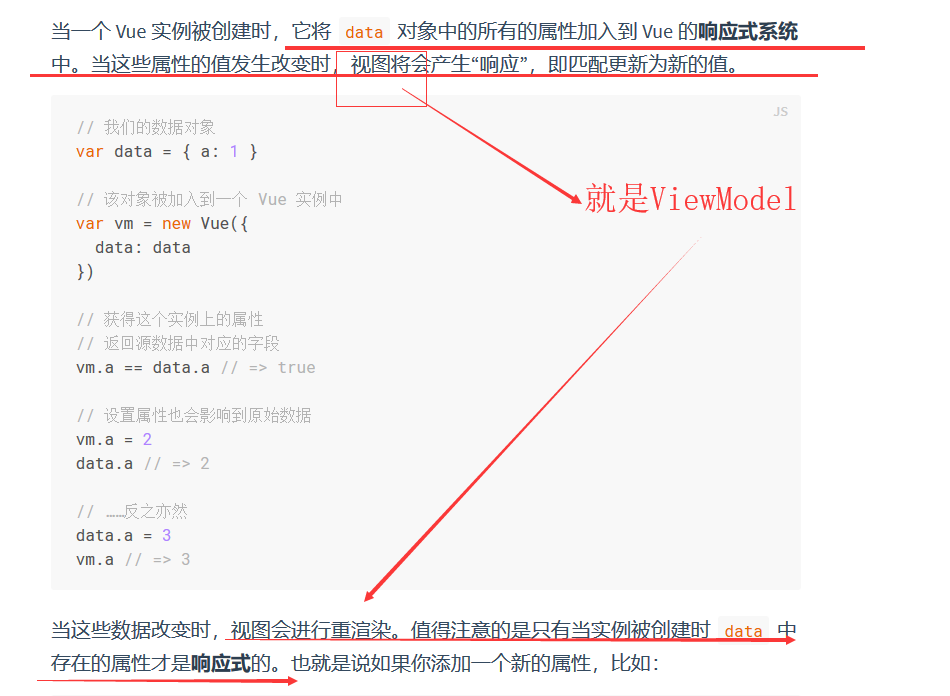 当一个 Vue 实例被创建时，它将 data 对象中的所有的属性加入到 Vue 的响应式系统
中。当这些属性的值发生改变时，视图将会产生“响应”，即匹配更新为新的值。
JS
// 我们的数据对象
var data = { a: 1 }
// 该对象被加入到一个 Vue 实例中
就是ViewModel
var vm = new Vue({
  data: data
})
// 获得这个实例上的属性
// 返回源数据中对应的字段
vm.a == data.a // => true
// 设置属性也会影响到原始数据
vm.a = 2
data.a // => 2
// ……反之亦然
data.a = 3
vm.a // => 3
当这些数据改变时，视图会进行重渲染。值得注意的是只有当实例被创建时 data 中
存在的属性才是响应式的。也就是说如果你添加一个新的属性，比如：